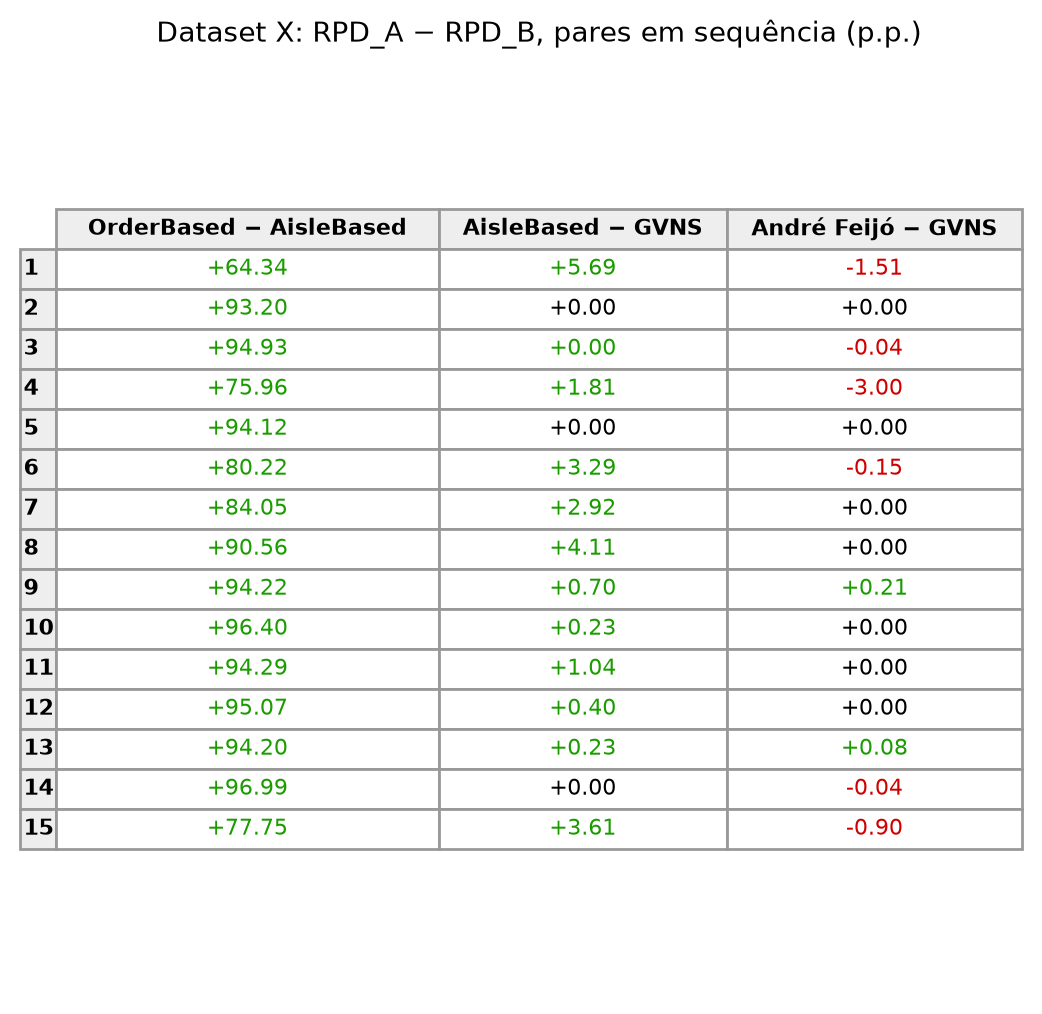 Dataset X: RPD_A − RPD_B, pares em sequência (p.p.)
OrderBased − AisleBased AisleBased − GVNS André Feijó − GVNS
1 +64.34 +5.69 -1.51
2 +93.20 +0.00 +0.00
3 +94.93 +0.00 -0.04
4 +75.96 +1.81 -3.00
5 +94.12 +0.00 +0.00
6 +80.22 +3.29 -0.15
7 +84.05 +2.92 +0.00
8 +90.56 +4.11 +0.00
9 +94.22 +0.70 +0.21
10 +96.40 +0.23 +0.00
11 +94.29 +1.04 +0.00
12 +95.07 +0.40 +0.00
13 +94.20 +0.23 +0.08
14 +96.99 +0.00 -0.04
15 +77.75 +3.61 -0.90